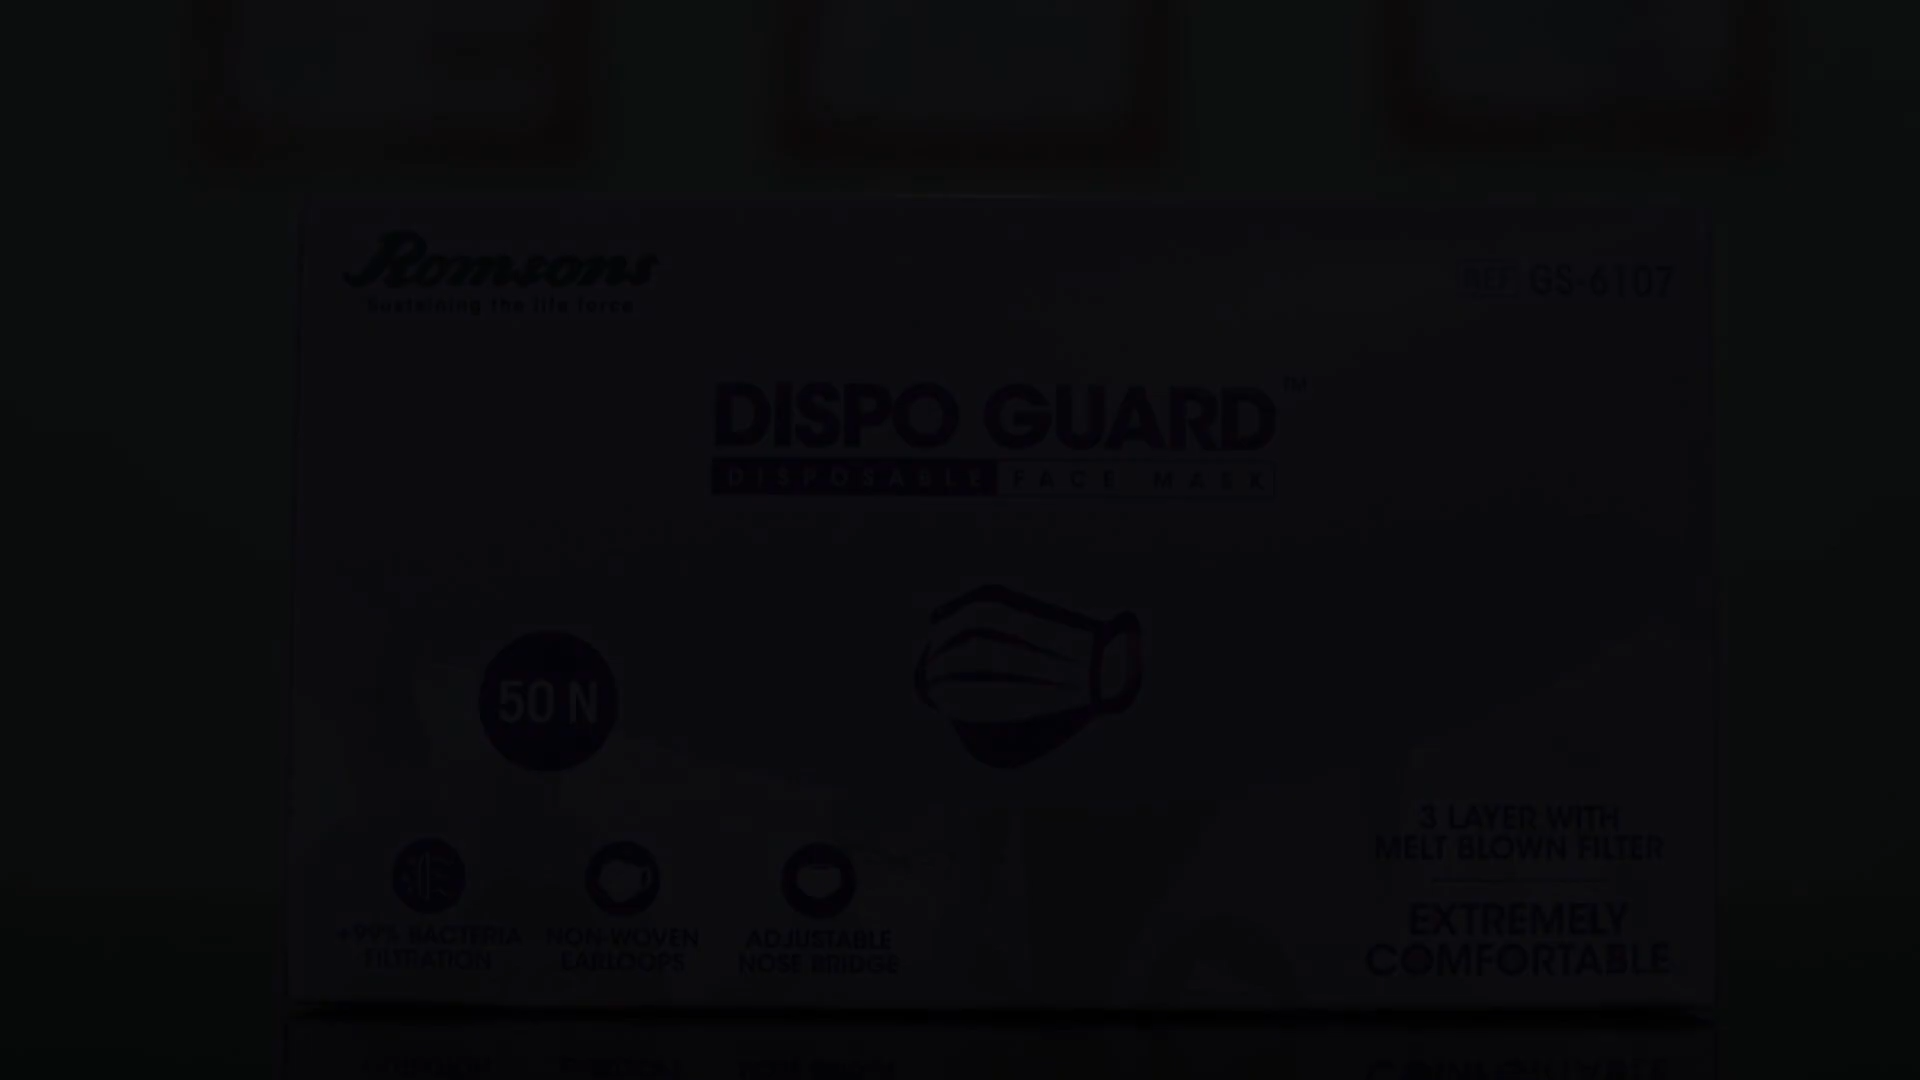 Romsons
Sustaining the life force
REF GS-6107
DISPO GUARD™
DISPOSABLE FACE MASK
50 N
+99% BACTERIA
FILTRATION
NON WOVEN
EARLOOPS
ADJUSTABLE
NOSE BRIDGE
3 LAYER WITH
MELT BLOWN FILTER
EXTREMELY
COMFORTABLE